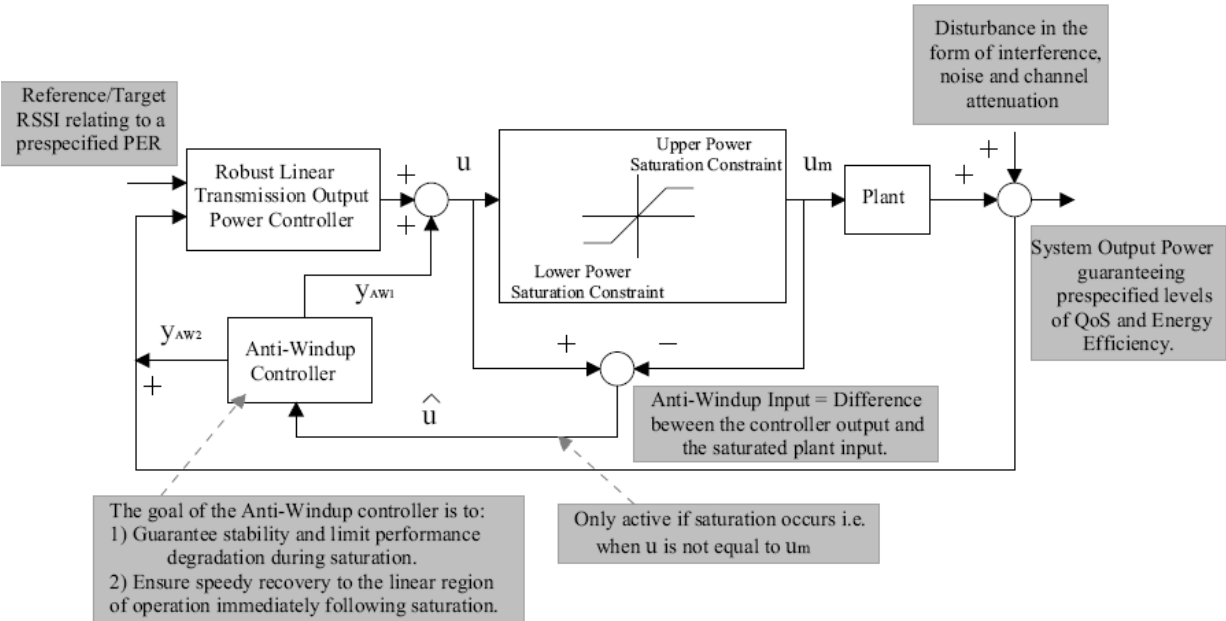 Disturbance in the
form of interference,
noise and channel
attenuation
Reference/Target
RSSI relating to a
prespecified PER
Robust Linear
Transmission Output
Power Controller
+
+
u
Upper Power
Saturation Constraint
Lower Power
Saturation Constraint
um
Plant
+
+
System Output Power
guaranteeing
prespecified levels
of QoS and Energy
Efficiency.
yAW1
yAW2
+
Anti-Windup
Controller
+
−
û
Anti-Windup Input = Difference
beween the controller output and
the saturated plant input.
The goal of the Anti-Windup controller is to:
1) Guarantee stability and limit performance
degradation during saturation.
2) Ensure speedy recovery to the linear region
of operation immediately following saturation.
Only active if saturation occurs i.e.
when u is not equal to um